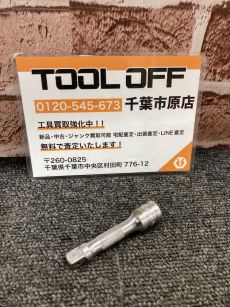 TOOL OFF
0120-545-673 千葉市原店
工具買取強化中！！
新品・中古・ジャンク買取可能 宅配査定・出張査定・LINE査定
無料で査定いたします！
〒260-0825
千葉県千葉市中央区村田町 776-12